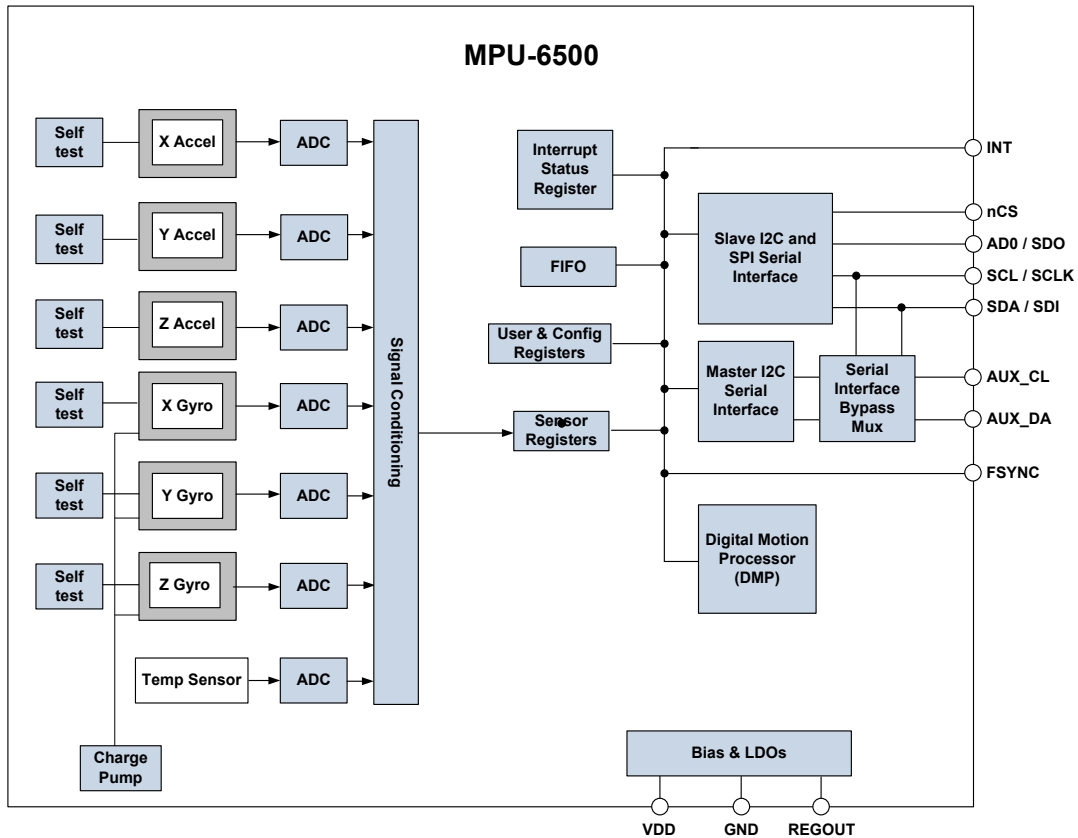 MPU-6500
Self
test
X Accel
ADC
Self
test
Y Accel
ADC
Self
test
Z Accel
ADC
Self
test
X Gyro
ADC
Self
test
Y Gyro
ADC
Self
test
Z Gyro
ADC
Temp Sensor
ADC
Charge
Pump
Signal Conditioning
Interrupt
Status
Register
FIFO
User & Config
Registers
Sensor
Registers
Slave I2C and
SPI Serial
Interface
Master I2C
Serial
Interface
Serial
Interface
Bypass
Mux
Digital Motion
Processor
(DMP)
Bias & LDOs
INT
nCS
AD0 / SDO
SCL / SCLK
SDA / SDI
AUX_CL
AUX_DA
FSYNC
VDD
GND
REGOUT